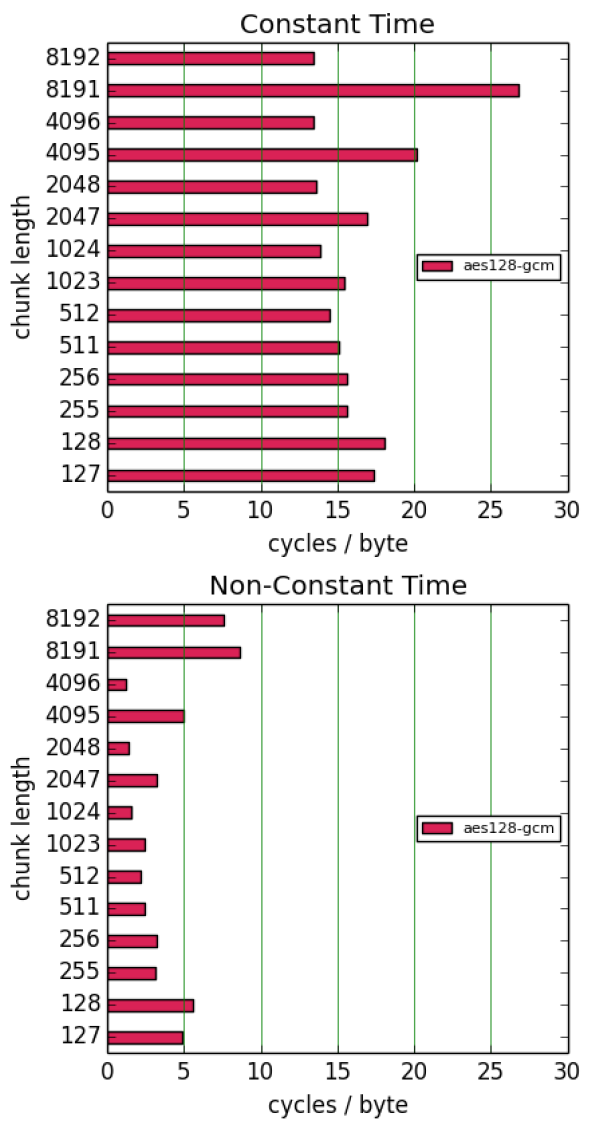 Constant Time
8192
8191
4096
4095
2048
2047
1024
1023
512
511
256
255
128
127
chunk length
aes128-gcm
0 5 10 15 20 25 30
cycles / byte
Non-Constant Time
8192
8191
4096
4095
2048
2047
1024
1023
512
511
256
255
128
127
chunk length
aes128-gcm
0 5 10 15 20 25 30
cycles / byte